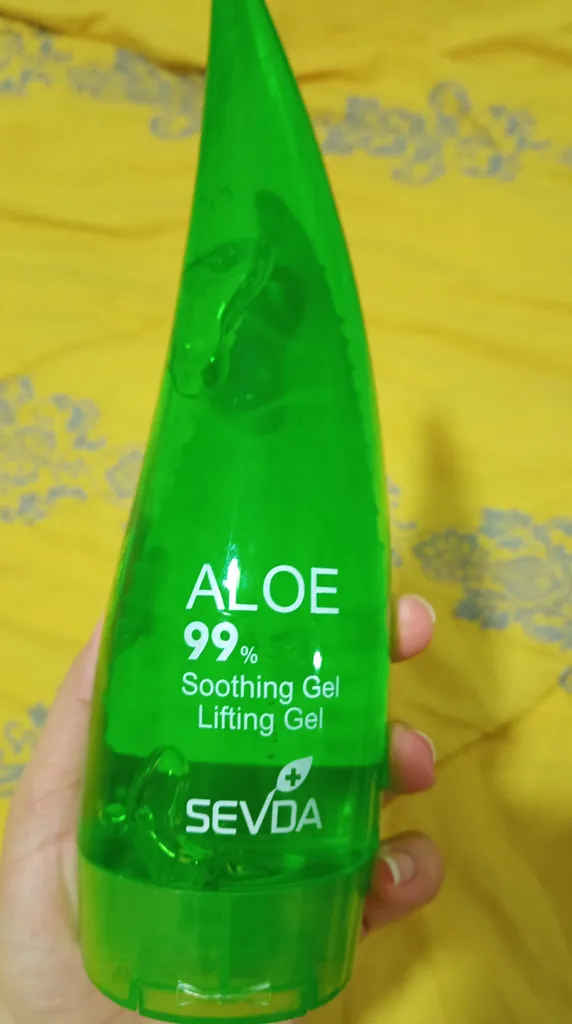 ALOE
99%
Soothing Gel
Lifting Gel
SEVDA